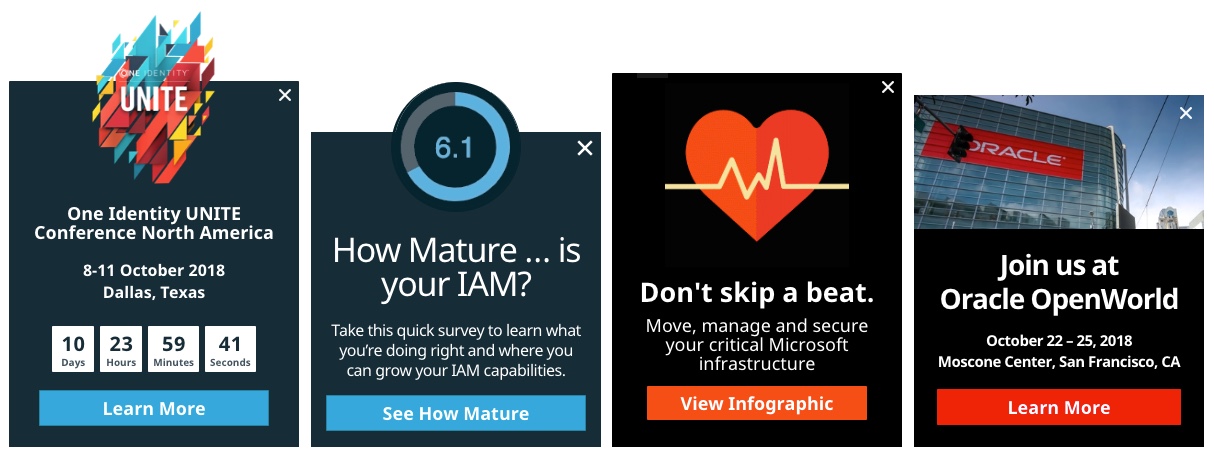 ONE IDENTITY
UNITE
One Identity UNITE
Conference North America
8-11 October 2018
Dallas, Texas
10 23 59 41
Days Hours Minutes Seconds
Learn More
6.1
How Mature ... is
your IAM?
Take this quick survey to learn what
you’re doing right and where you
can grow your IAM capabilities.
See How Mature
Don't skip a beat.
Move, manage and secure
your critical Microsoft
infrastructure
View Infographic
ORACLE
Join us at
Oracle OpenWorld
October 22 – 25, 2018
Moscone Center, San Francisco, CA
Learn More